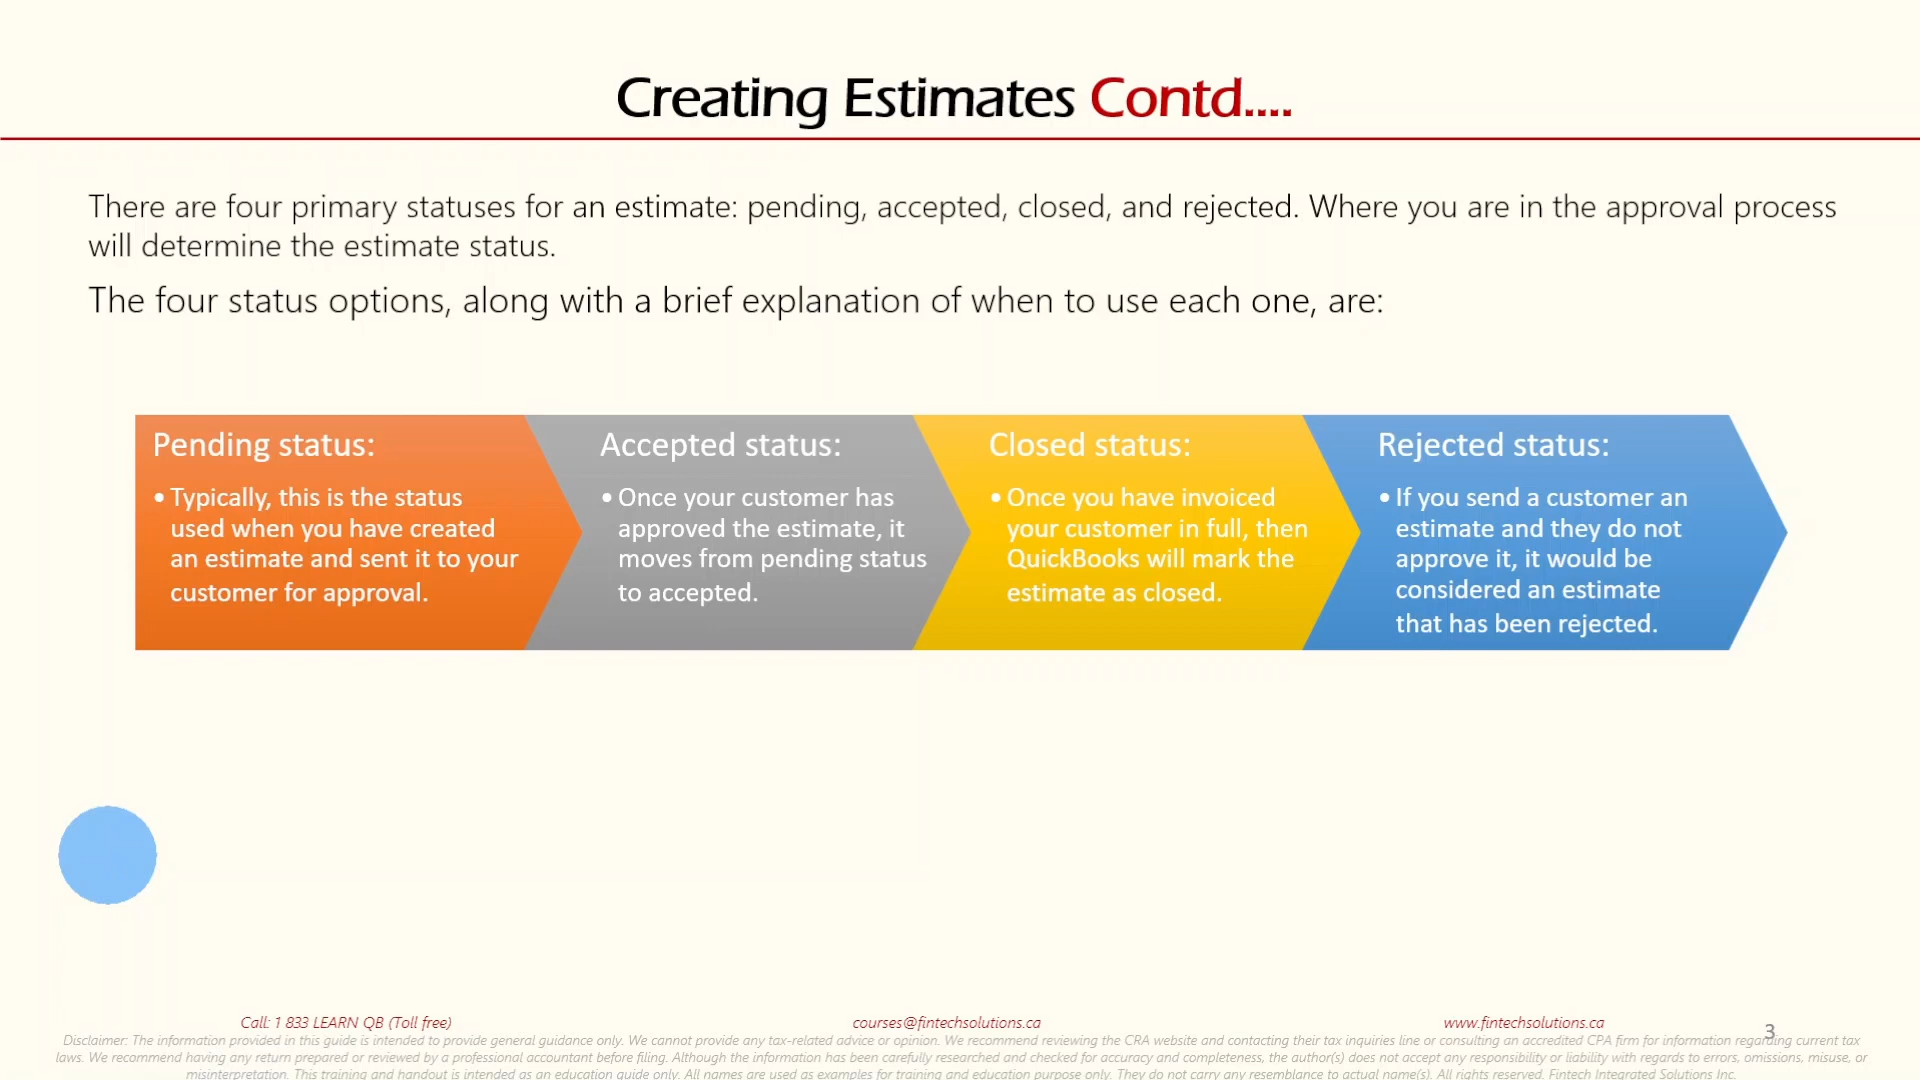 Creating Estimates Contd....
There are four primary statuses for an estimate: pending, accepted, closed, and rejected. Where you are in the approval process
will determine the estimate status.
The four status options, along with a brief explanation of when to use each one, are:
Pending status:
• Typically, this is the status
used when you have created
an estimate and sent it to your
customer for approval.
Accepted status:
• Once your customer has
approved the estimate, it
moves from pending status
to accepted.
Closed status:
• Once you have invoiced
your customer in full, then
QuickBooks will mark the
estimate as closed.
Rejected status:
• If you send a customer an
estimate and they do not
approve it, it would be
considered an estimate
that has been rejected.
Call: 1 833 LEARN QB (Toll free)
courses@fintechsolutions.ca
www.fintechsolutions.ca
3
Disclaimer: The information provided in this guide is intended to provide general guidance only. We cannot provide any tax-related advice or opinion. We recommend reviewing the CRA website and contacting their tax inquiries line or consulting an accredited CPA firm for information regarding current tax
laws. We recommend having any return prepared or reviewed by a professional accountant before filing. Although the information has been carefully researched and checked for accuracy and completeness, the author(s) does not accept any responsibility or liability with regards to errors, omissions, misuse, or
misinterpretation. This training and handout is intended as an education guide only. All names are used as examples for training and education purpose only. They do not carry any resemblance to actual name(s). All rights reserved. Fintech Integrated Solutions Inc.